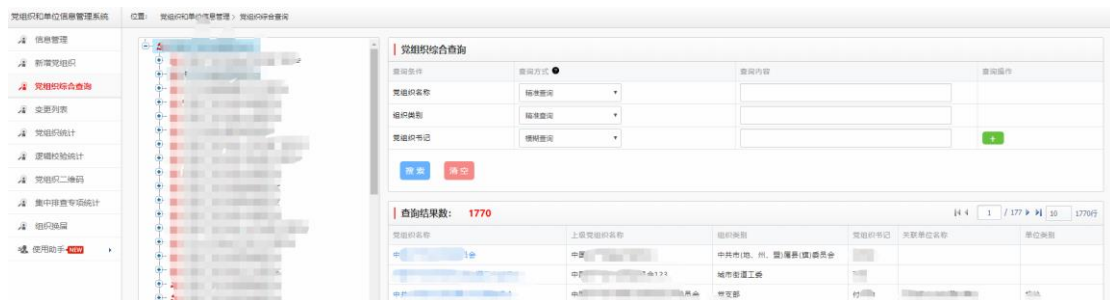 党组织和单位信息管理系统
位置： 党组织和单位信息管理 > 党组织综合查询
信息管理
新增党组织
党组织综合查询
变更列表
党组织统计
逻辑校验统计
党组织二维码
集中排查专项统计
组织换届
使用助手 NEW
党组织综合查询
查询条件 查询方式 查询内容 查询操作
党组织名称 精准查询
组织类别 精准查询
党组织书记 模糊查询 +
搜索 清空
查询结果数： 1770
1 / 177 10 1770行
党组织名称 上级党组织名称 组织类别 党组织书记 关联单位名称 单位类别
中共市(地、州、盟)属县(旗)委员会
123 城市街道工委
员会 党支部